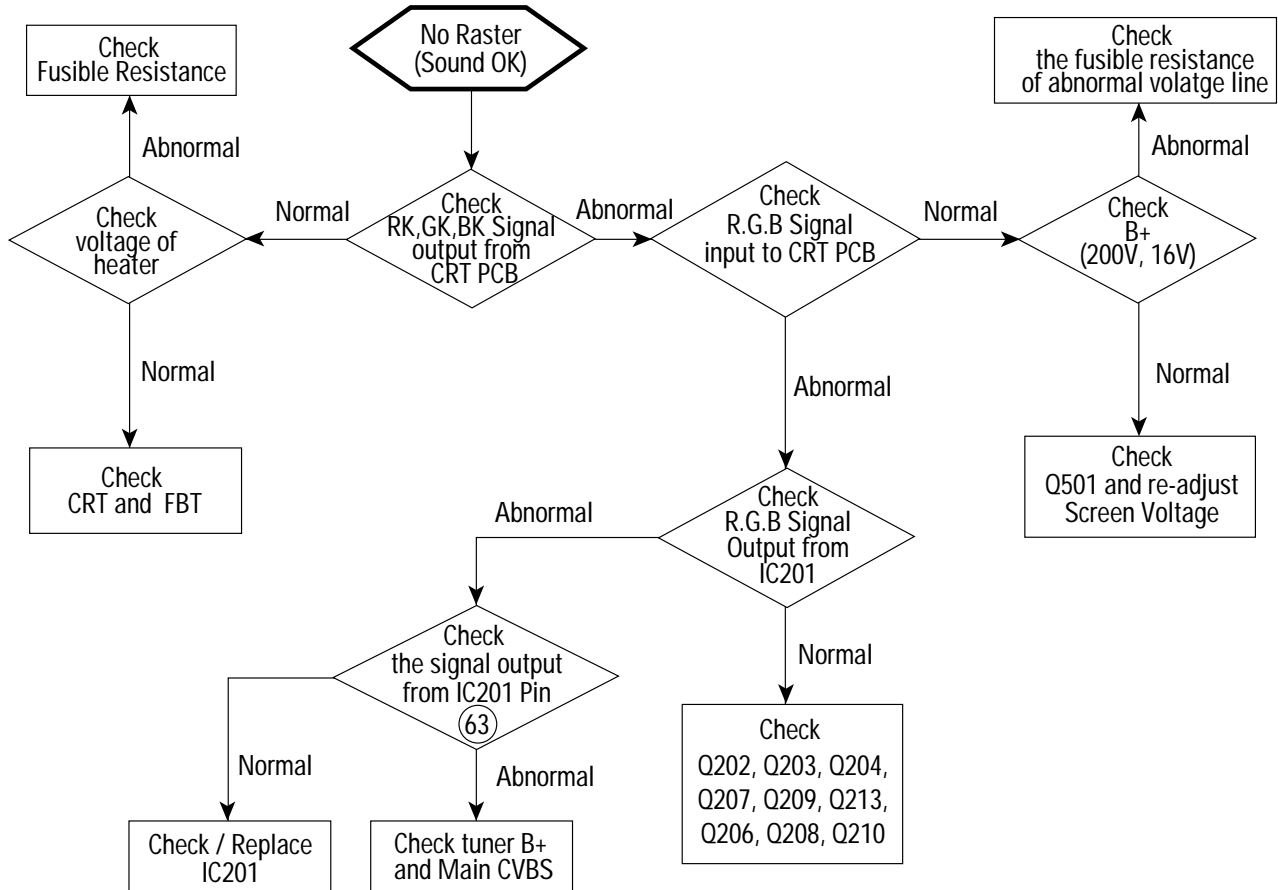 No Raster
(Sound OK)
Check
Fusible Resistance
Check
the fusible resistance
of abnormal volatge line
Abnormal
Abnormal
Check
voltage of
heater
Normal
Check
RK,GK,BK Signal
output from
CRT PCB
Abnormal
Check
R.G.B Signal
input to CRT PCB
Normal
Check
B+
(200V, 16V)
Normal
Abnormal
Normal
Check
CRT and FBT
Check
Q501 and re-adjust
Screen Voltage
Abnormal
Check
R.G.B Signal
Output from
IC201
Check
the signal output
from IC201 Pin
63
Normal
Normal
Abnormal
Check
Q202, Q203, Q204,
Q207, Q209, Q213,
Q206, Q208, Q210
Check / Replace
IC201
Check tuner B+
and Main CVBS